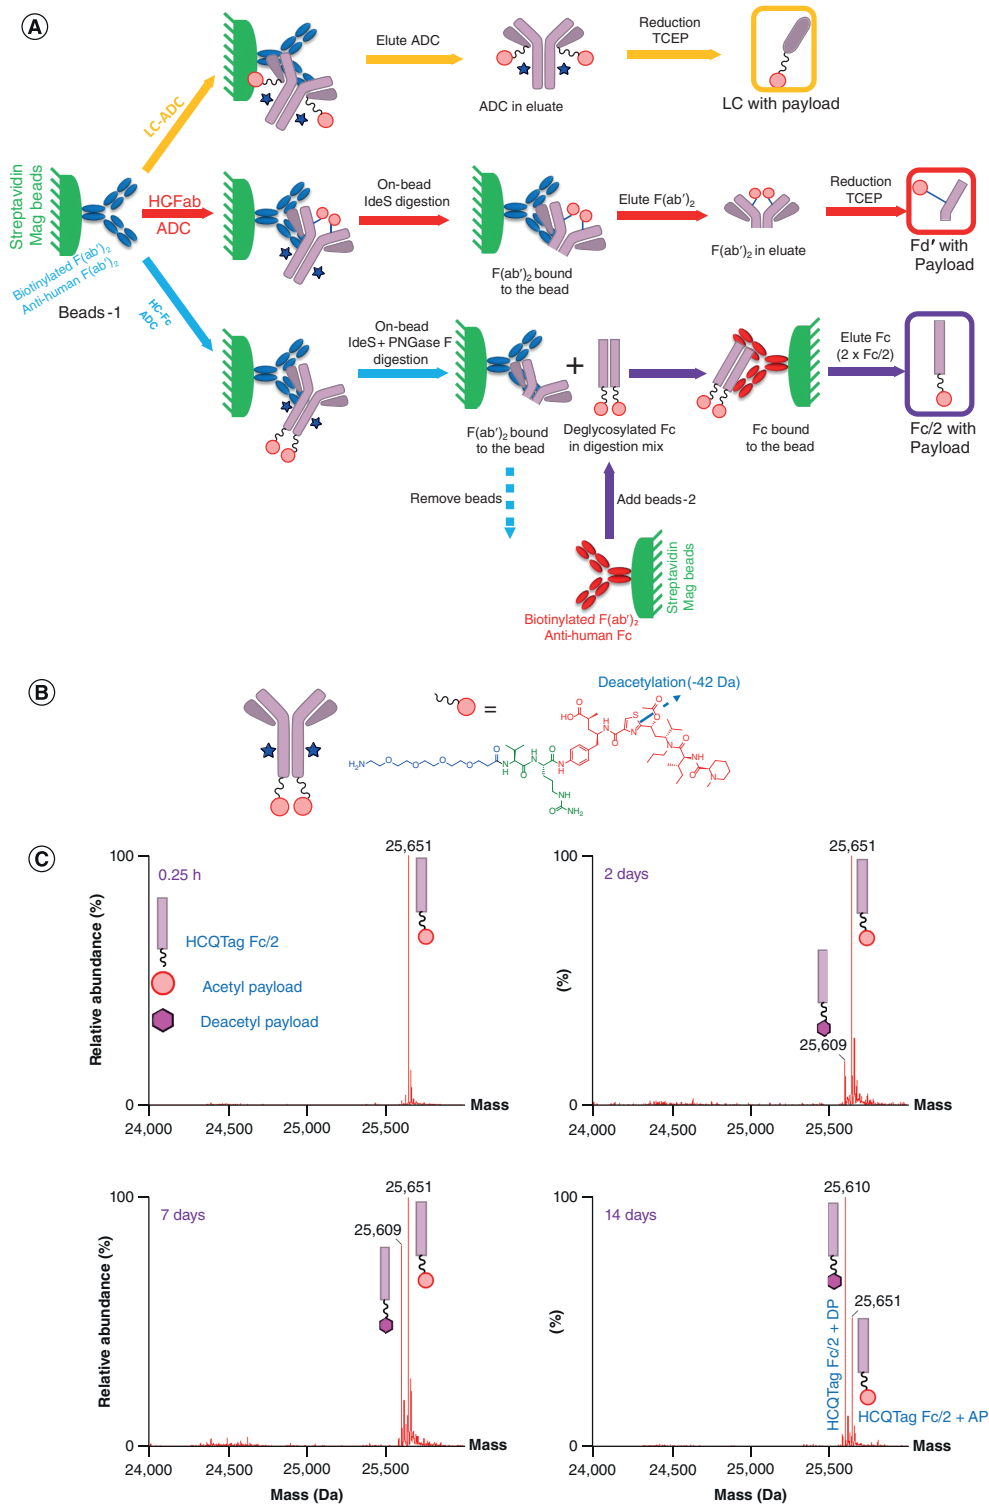 A
Elute ADC
Reduction
TCEP
ADC in eluate
LC with payload
LC-ADC
Streptavidin
Mag beads
Biotinylated F(ab′)₂
Anti-human F(ab′)₂
Beads-1
HC-Fab
ADC
On-bead
IdeS digestion
F(ab′)₂ bound
to the bead
Elute F(ab′)₂
F(ab′)₂ in eluate
Reduction
TCEP
Fd′ with
Payload
HC-Fc
ADC
On-bead
IdeS + PNGase F
digestion
F(ab′)₂ bound
to the bead
+
Deglycosylated Fc
in digestion mix
Fc bound
to the bead
Elute Fc
(2 x Fc/2)
Fc/2 with
Payload
Remove beads
Add beads-2
Streptavidin
Mag beads
Biotinylated F(ab′)₂
Anti-human Fc
B
=
Deacetylation(-42 Da)
C
100
0.25 h
25,651
HCQTag Fc/2
Acetyl payload
Deacetyl payload
Relative abundance (%)
0
Mass
24,000 24,500 25,000 25,500
100
2 days
25,651
25,609
(%)
0
Mass
24,000 24,500 25,000 25,500
100
7 days
25,651
25,609
Relative abundance (%)
0
Mass
24,000 24,500 25,000 25,500
Mass (Da)
100
14 days
25,610
25,651
HCQTag Fc/2 + DP
HCQTag Fc/2 + AP
(%)
0
Mass
24,000 24,500 25,000 25,500
Mass (Da)